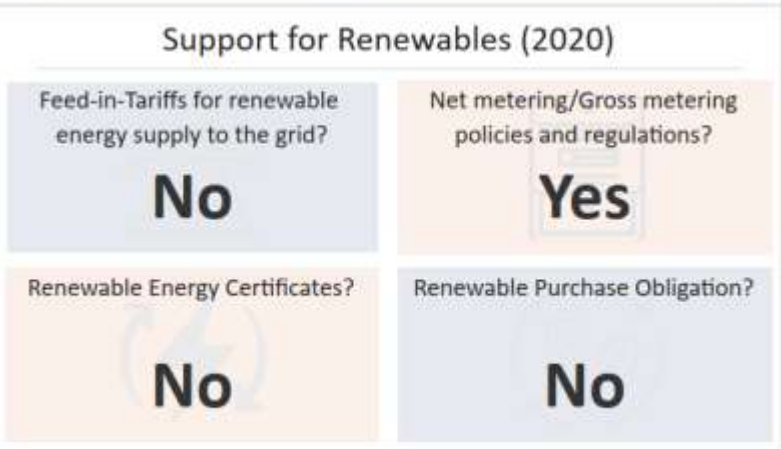 Support for Renewables (2020)
Feed-in-Tariffs for renewable
energy supply to the grid?
No
Net metering/Gross metering
policies and regulations?
Yes
Renewable Energy Certificates?
No
Renewable Purchase Obligation?
No